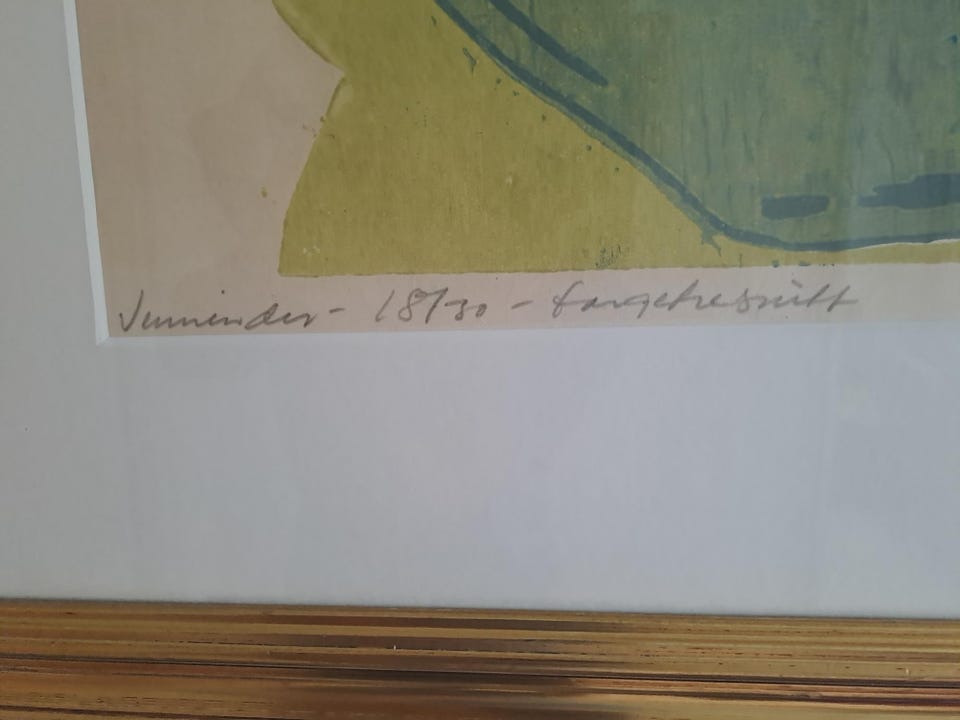 - 18/30 - fargetresnitt